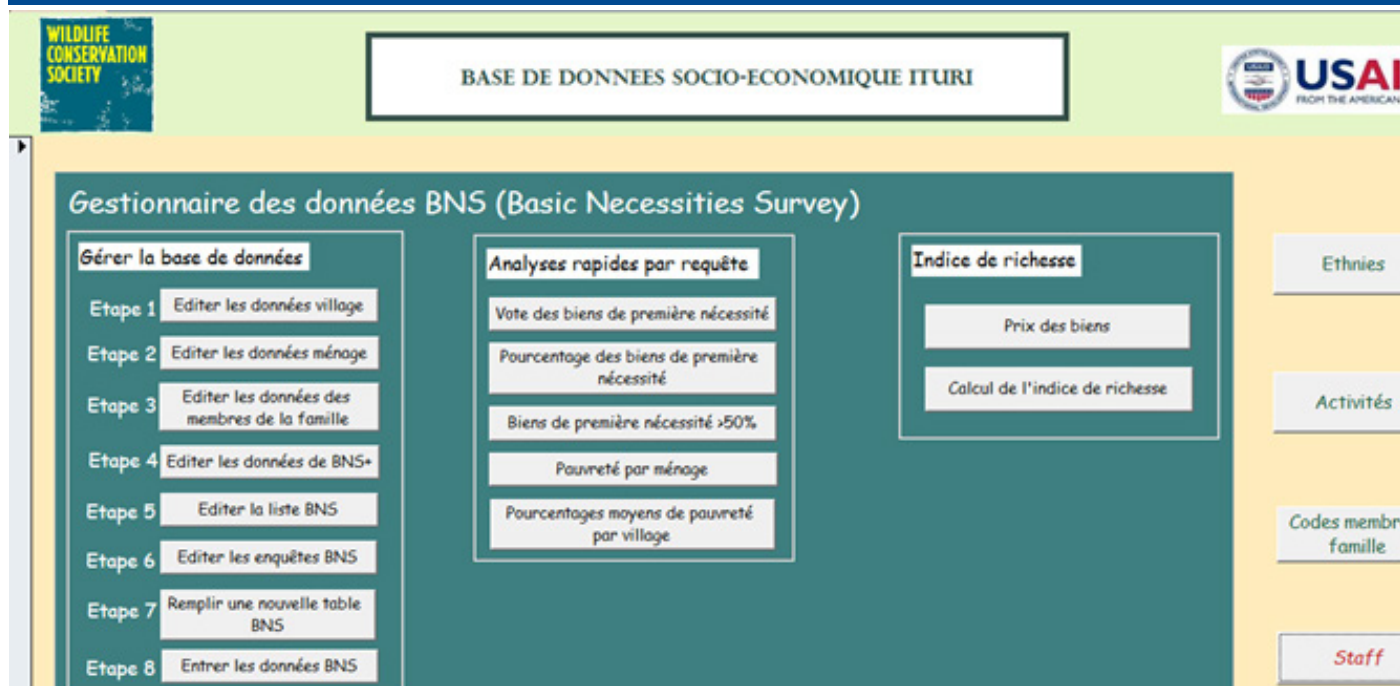 WILDLIFE
CONSERVATION
SOCIETY
BASE DE DONNEES SOCIO-ECONOMIQUE ITURI
USAI
FROM THE AMERICAN
Gestionnaire des données BNS (Basic Necessities Survey)
Gérer la base de données
Etape 1 Editer les données village
Etape 2 Editer les données ménage
Etape 3 Editer les données des
membres de la famille
Etape 4 Editer les données de BNS+
Etape 5 Editer la liste BNS
Etape 6 Editer les enquêtes BNS
Etape 7 Remplir une nouvelle table
BNS
Etape 8 Entrer les données BNS
Analyses rapides par requête
Vote des biens de première nécessité
Pourcentage des biens de première
nécessité
Biens de première nécessité >50%
Pauvreté par ménage
Pourcentages moyens de pauvreté
par village
Indice de richesse
Prix des biens
Calcul de l'indice de richesse
Ethnies
Activités
Codes membr
famille
Staff